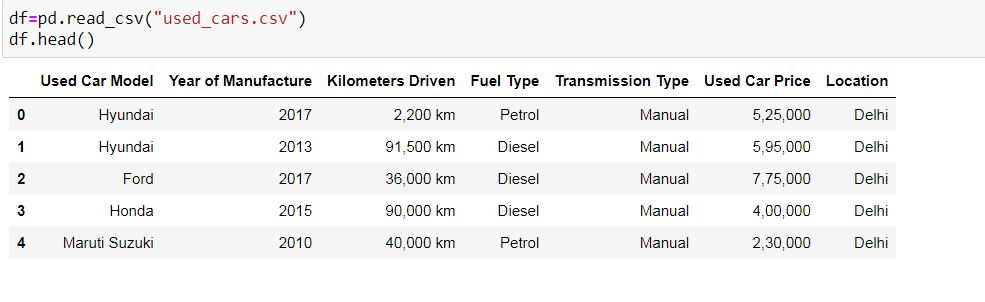 df=pd.read_csv("used_cars.csv")
df.head()
Used Car Model Year of Manufacture Kilometers Driven Fuel Type Transmission Type Used Car Price Location
0 Hyundai 2017 2,200 km Petrol Manual 5,25,000 Delhi
1 Hyundai 2013 91,500 km Diesel Manual 5,95,000 Delhi
2 Ford 2017 36,000 km Diesel Manual 7,75,000 Delhi
3 Honda 2015 90,000 km Diesel Manual 4,00,000 Delhi
4 Maruti Suzuki 2010 40,000 km Petrol Manual 2,30,000 Delhi